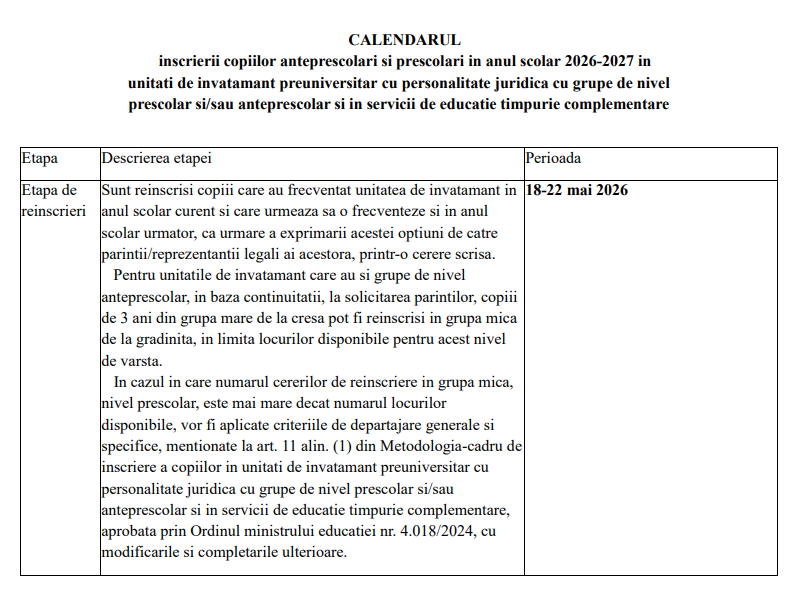 CALENDARUL
inscrierii copiilor anteprescolari si prescolari in anul scolar 2026-2027 in
unitati de invatamant preuniversitar cu personalitate juridica cu grupe de nivel
prescolar si/sau anteprescolar si in servicii de educatie timpurie complementare
Etapa
Descrierea etapei
Perioada
Etapa de
reinscrieri
Sunt reinscrisi copiii care au frecventat unitatea de invatamant in
anul scolar curent si care urmeaza sa o frecventeze si in anul
scolar urmator, ca urmare a exprimarii acestei optiuni de catre
parintii/reprezentantii legali ai acestora, printr-o cerere scrisa.
Pentru unitatile de invatamant care au si grupe de nivel
anteprescolar, in baza continuitatii, la solicitarea parintilor, copiii
de 3 ani din grupa mare de la cresa pot fi reinscrisi in grupa mica
de la gradinita, in limita locurilor disponibile pentru acest nivel
de varsta.
In cazul in care numarul cererilor de reinscriere in grupa mica,
nivel prescolar, este mai mare decat numarul locurilor
disponibile, vor fi aplicate criteriile de departajare generale si
specifice, mentionate la art. 11 alin. (1) din Metodologia-cadru de
inscriere a copiilor in unitati de invatamant preuniversitar cu
personalitate juridica cu grupe de nivel prescolar si/sau
anteprescolar si in servicii de educatie timpurie complementare,
aprobata prin Ordinul ministrului educatiei nr. 4.018/2024, cu
modificarile si completarile ulterioare.
18-22 mai 2026